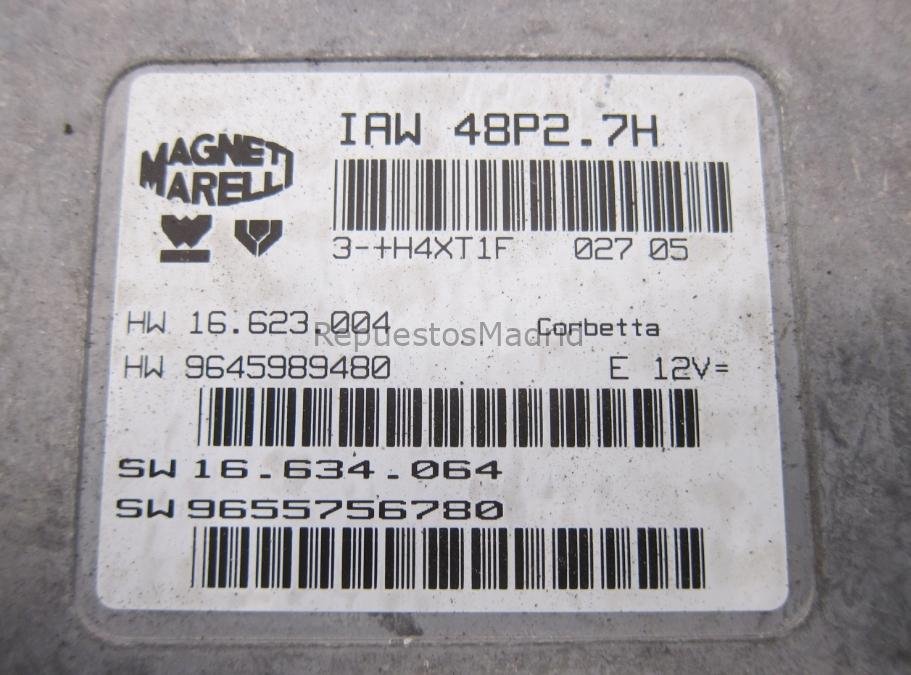 MAGNETI
MARELLI
IAW 48P2.7H
3-+H4XT1F 027 05
HW 16.623.004 Corbetta
RepuestosMadrid
HW 9645989480 E 12V=
SW 16.634.064
SW 9655756780